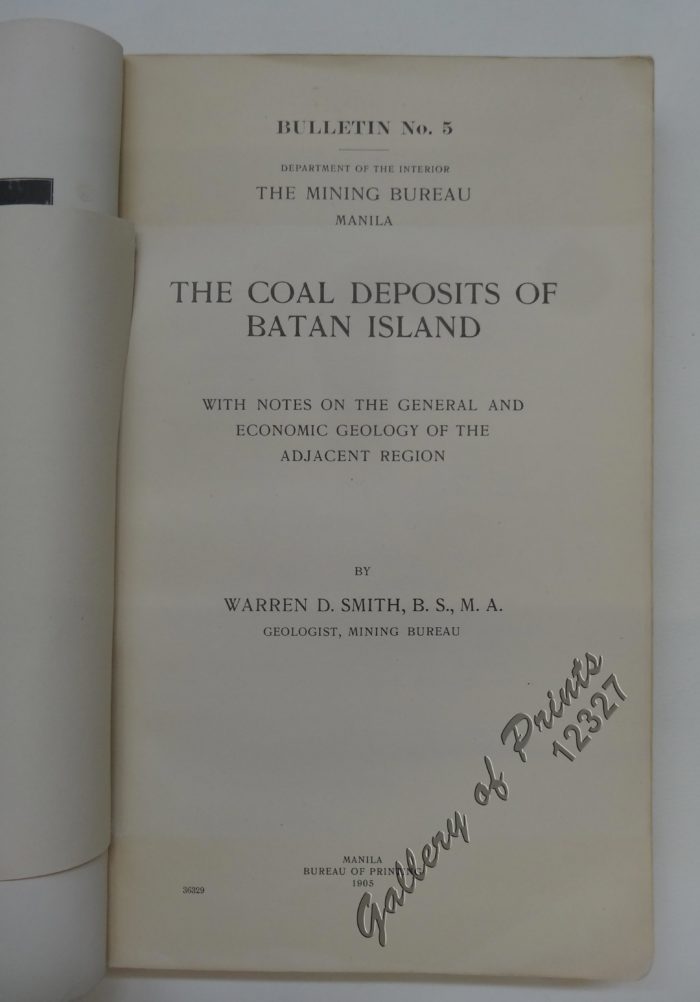 BULLETIN No. 5
DEPARTMENT OF THE INTERIOR
THE MINING BUREAU
MANILA
THE COAL DEPOSITS OF
BATAN ISLAND
WITH NOTES ON THE GENERAL AND
ECONOMIC GEOLOGY OF THE
ADJACENT REGION
BY
WARREN D. SMITH, B. S., M. A.
GEOLOGIST, MINING BUREAU
Gallery of Prints
12327
MANILA
BUREAU OF PRINTING
1905
36329